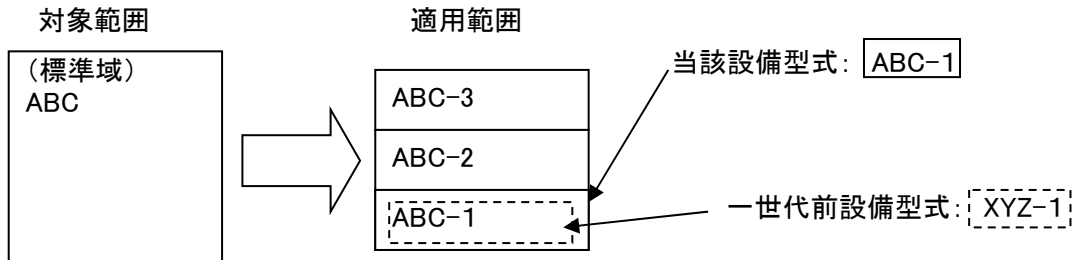 対象範囲
適用範囲
(標準域)
ABC
ABC-3
ABC-2
ABC-1
当該設備型式: ABC-1
一世代前設備型式: XYZ-1